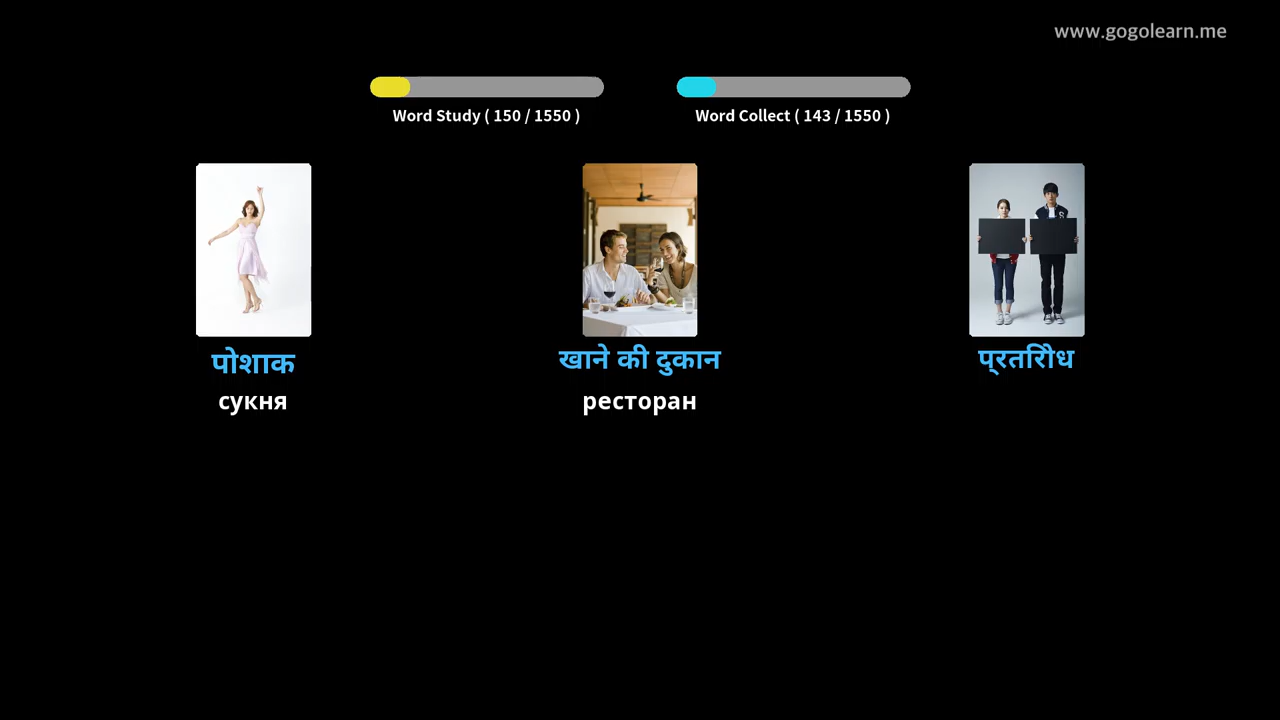 www.gogolearn.me
Word Study ( 150 / 1550 )
Word Collect ( 143 / 1550 )
पोशाक
खाने की दुकान
प्रतिरोध
сукня
ресторан